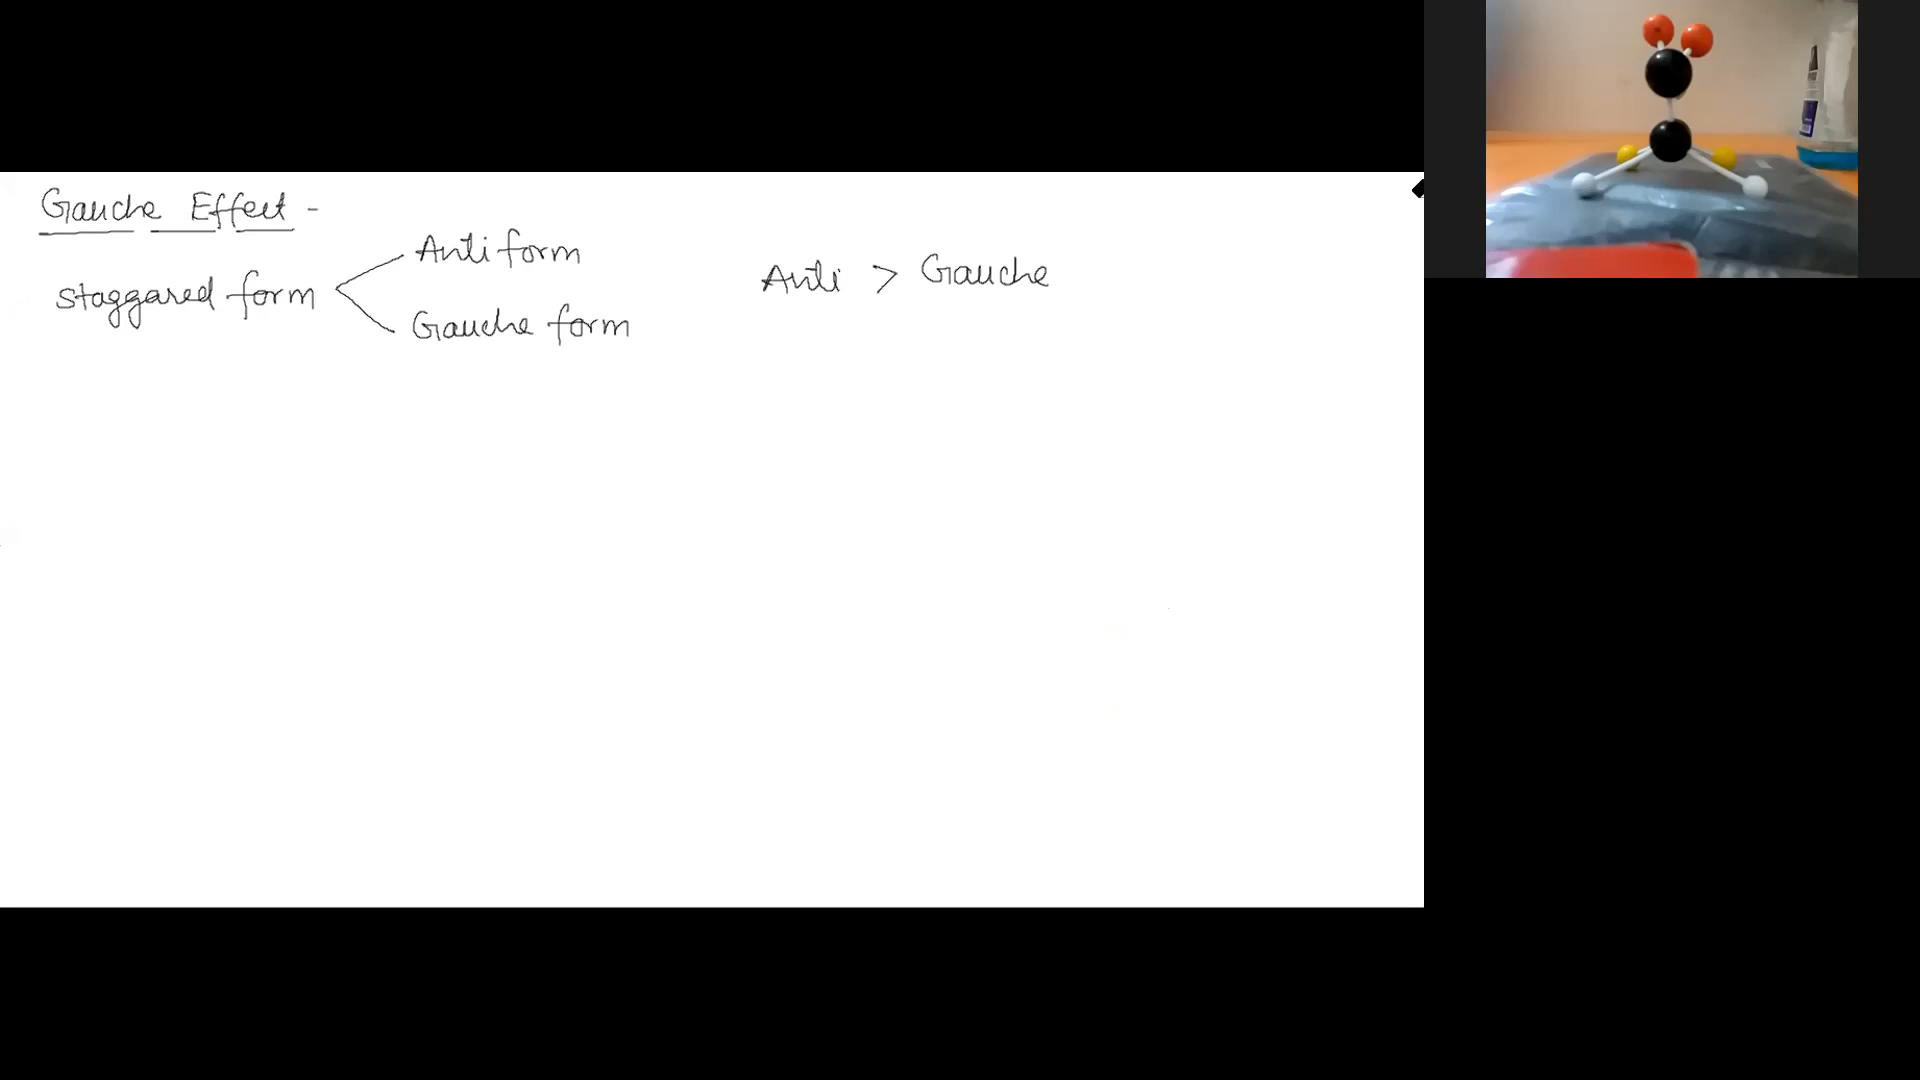 Gauche Effect -
staggared form
Anti form
Gauche form
Anti > Gauche